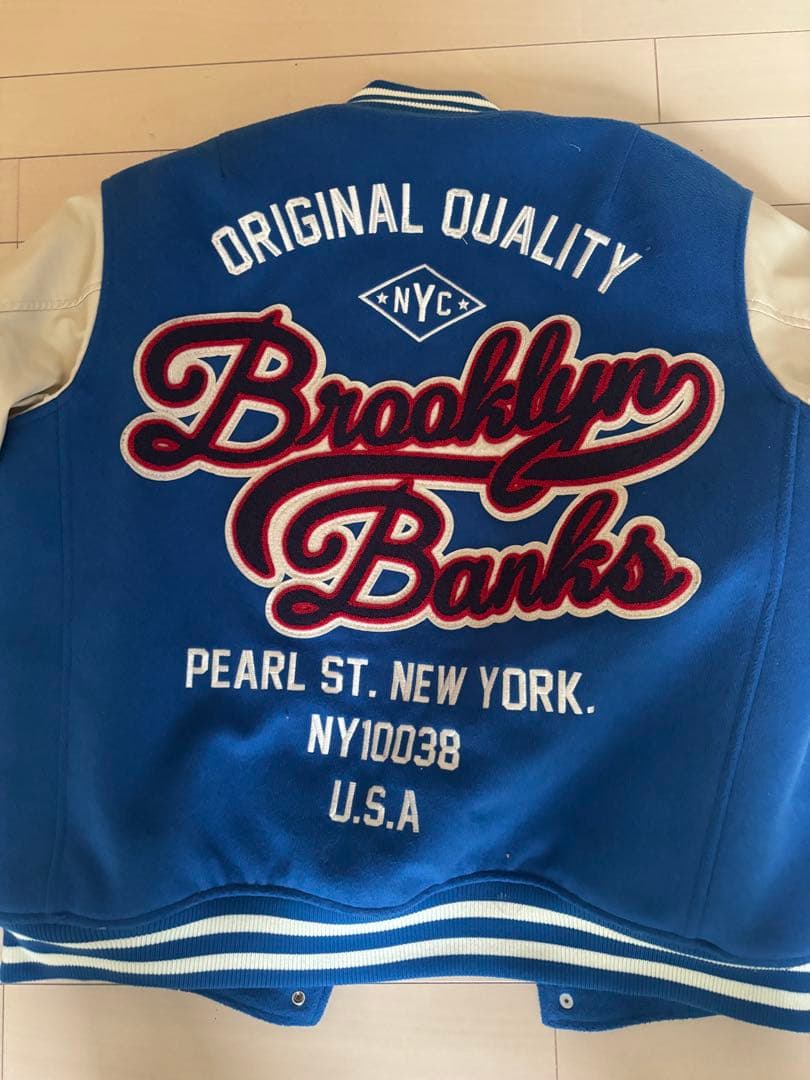 ORIGINAL QUALITY
★NYC★
Brooklyn
Banks
PEARL ST. NEW YORK.
NY10038
U.S.A